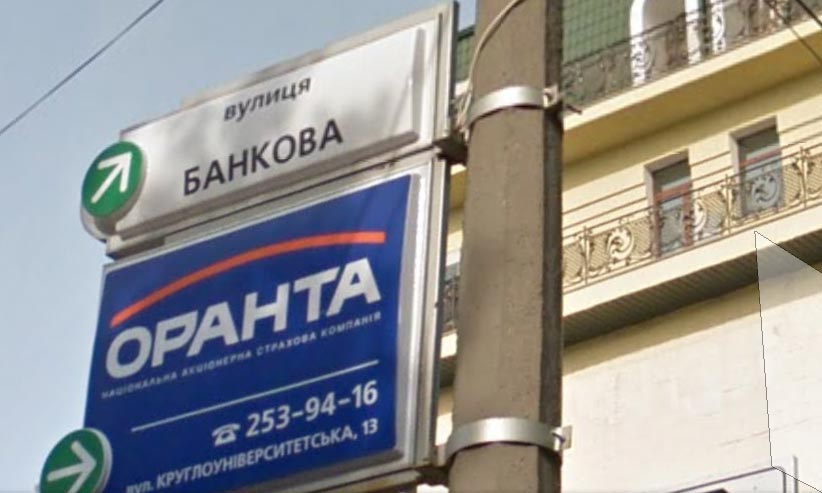 вулиця
БАНКОВА
ОРАНТА
НАЦІОНАЛЬНА АКЦІОНЕРНА СТРАХОВА КОМПАНІЯ
☎ 253-94-16
вул. КРУГЛОУНІВЕРСИТЕТСЬКА, 13